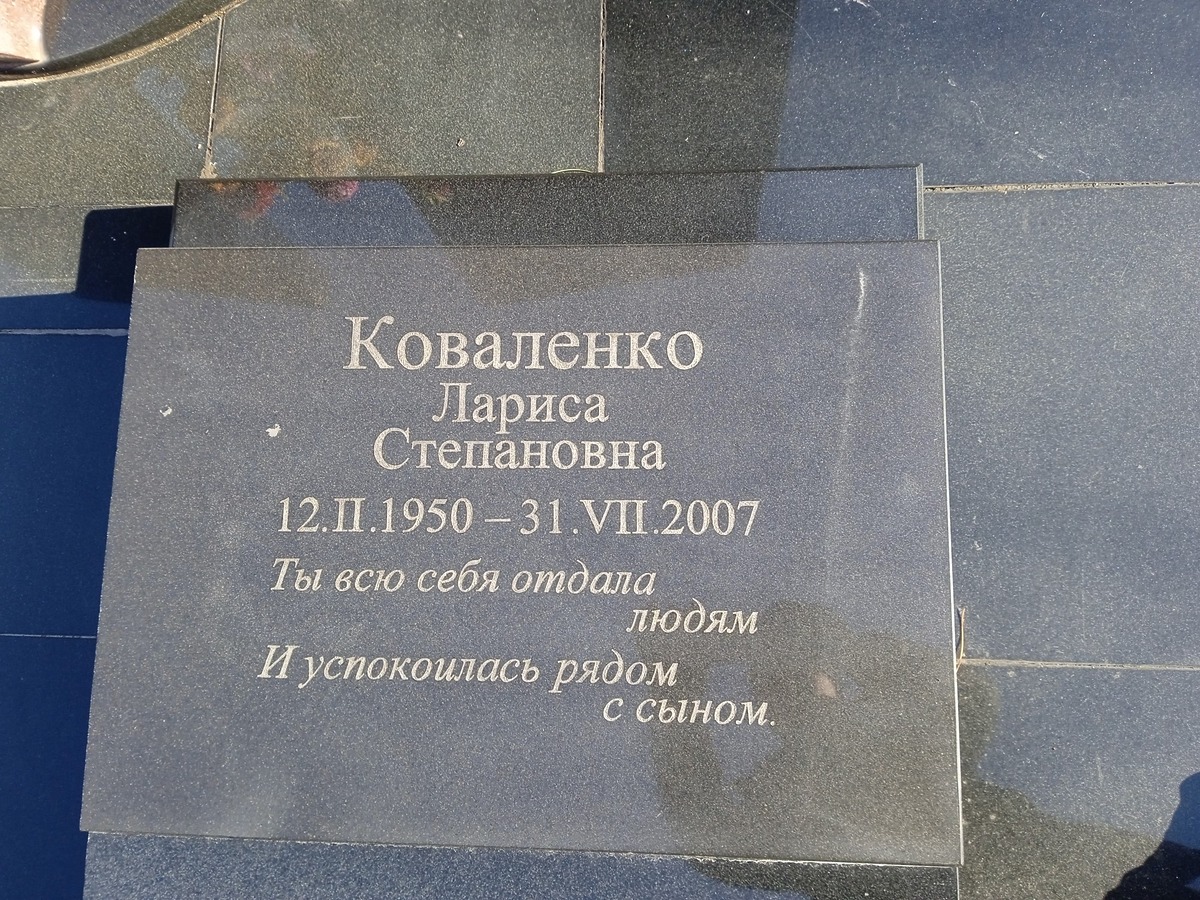 Коваленко
Лариса
Степановна
12.II.1950 – 31.VII.2007
Ты всю себя отдала
людям
И успокоилась рядом
с сыном.